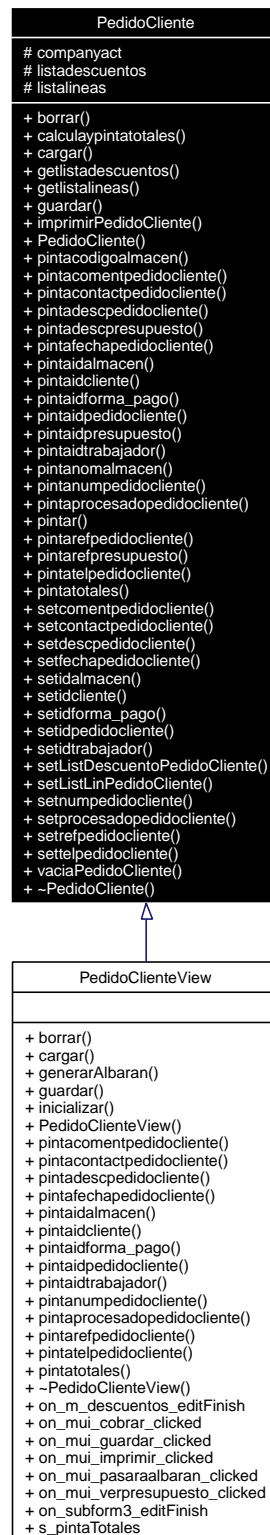 PedidoCliente
# companyact
# listadescuentos
# listalineas
+ borrar()
+ calculaypintatotales()
+ cargar()
+ getlistadescuentos()
+ getlistalineas()
+ guardar()
+ imprimirPedidoCliente()
+ PedidoCliente()
+ pintacodigoalmacen()
+ pintacomentpedidocliente()
+ pintacontactpedidocliente()
+ pintadescpedidocliente()
+ pintadescpresupuesto()
+ pintafechapedidocliente()
+ pintaidalmacen()
+ pintaidcliente()
+ pintaidforma_pago()
+ pintaidpedidocliente()
+ pintaidpresupuesto()
+ pintaidtrabajador()
+ pintanomalmacen()
+ pintanumpedidocliente()
+ pintaprocesadopedidocliente()
+ pintar()
+ pintarefpedidocliente()
+ pintarefpresupuesto()
+ pintatelpedidocliente()
+ pintatotales()
+ setcomentpedidocliente()
+ setcontactpedidocliente()
+ setdescpedidocliente()
+ setfechapedidocliente()
+ setidalmacen()
+ setidcliente()
+ setidforma_pago()
+ setidpedidocliente()
+ setidtrabajador()
+ setListDescuentoPedidoCliente()
+ setListLinPedidoCliente()
+ setnumpedidocliente()
+ setprocesadopedidocliente()
+ setrefpedidocliente()
+ settelpedidocliente()
+ vaciaPedidoCliente()
+ ~PedidoCliente()
PedidoClienteView
+ borrar()
+ cargar()
+ generarAlbaran()
+ guardar()
+ inicializar()
+ PedidoClienteView()
+ pintacomentpedidocliente()
+ pintacontactpedidocliente()
+ pintadescpedidocliente()
+ pintafechapedidocliente()
+ pintaidalmacen()
+ pintaidcliente()
+ pintaidforma_pago()
+ pintaidpedidocliente()
+ pintaidtrabajador()
+ pintanumpedidocliente()
+ pintaprocesadopedidocliente()
+ pintarefpedidocliente()
+ pintatelpedidocliente()
+ pintatotales()
+ ~PedidoClienteView()
+ on_m_descuentos_editFinish
+ on_mui_cobrar_clicked
+ on_mui_guardar_clicked
+ on_mui_imprimir_clicked
+ on_mui_pasaraalbaran_clicked
+ on_mui_verpresupuesto_clicked
+ on_subform3_editFinish
+ s_pintaTotales